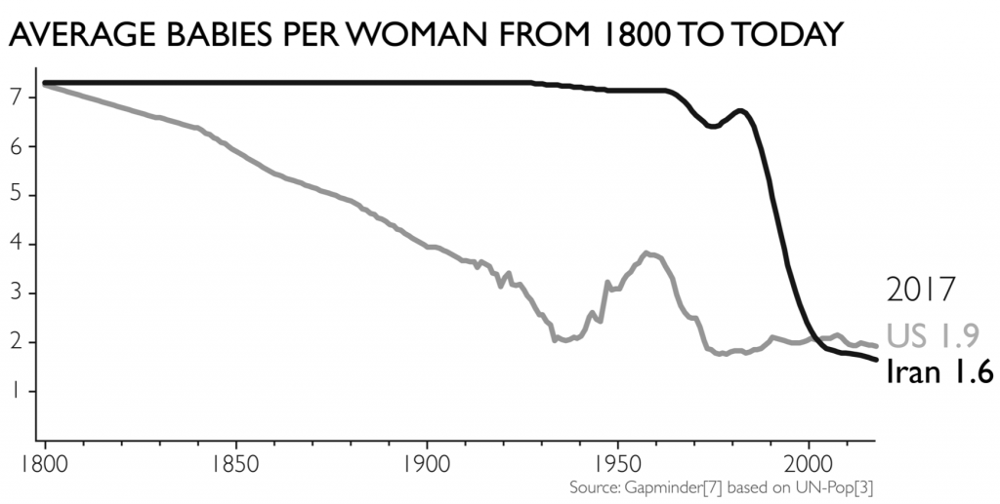 AVERAGE BABIES PER WOMAN FROM 1800 TO TODAY
7
6
5
4
3
2
1
2017
US 1.9
Iran 1.6
1800 1850 1900 1950 2000
Source: Gapminder[7] based on UN-Pop[3]